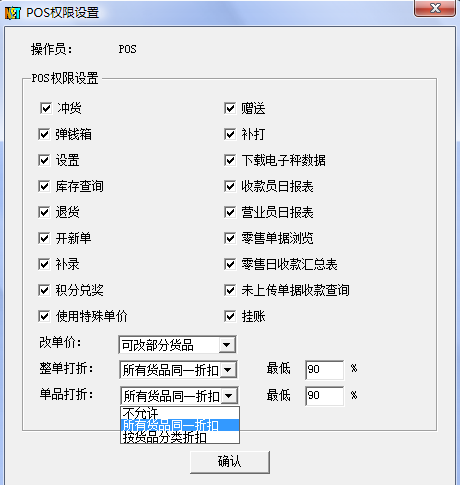 POS权限设置
操作员： POS
POS权限设置
冲货 赠送
弹钱箱 补打
设置 下载电子秤数据
库存查询 收款员日报表
退货 营业员日报表
开新单 零售单据浏览
补录 零售日收款汇总表
积分兑奖 未上传单据收款查询
使用特殊单价 挂账
改单价： 可改部分货品
整单打折： 所有货品同一折扣 最低 90 %
单品打折： 所有货品同一折扣 最低 90 %
不允许
所有货品同一折扣
按货品分类折扣
确认